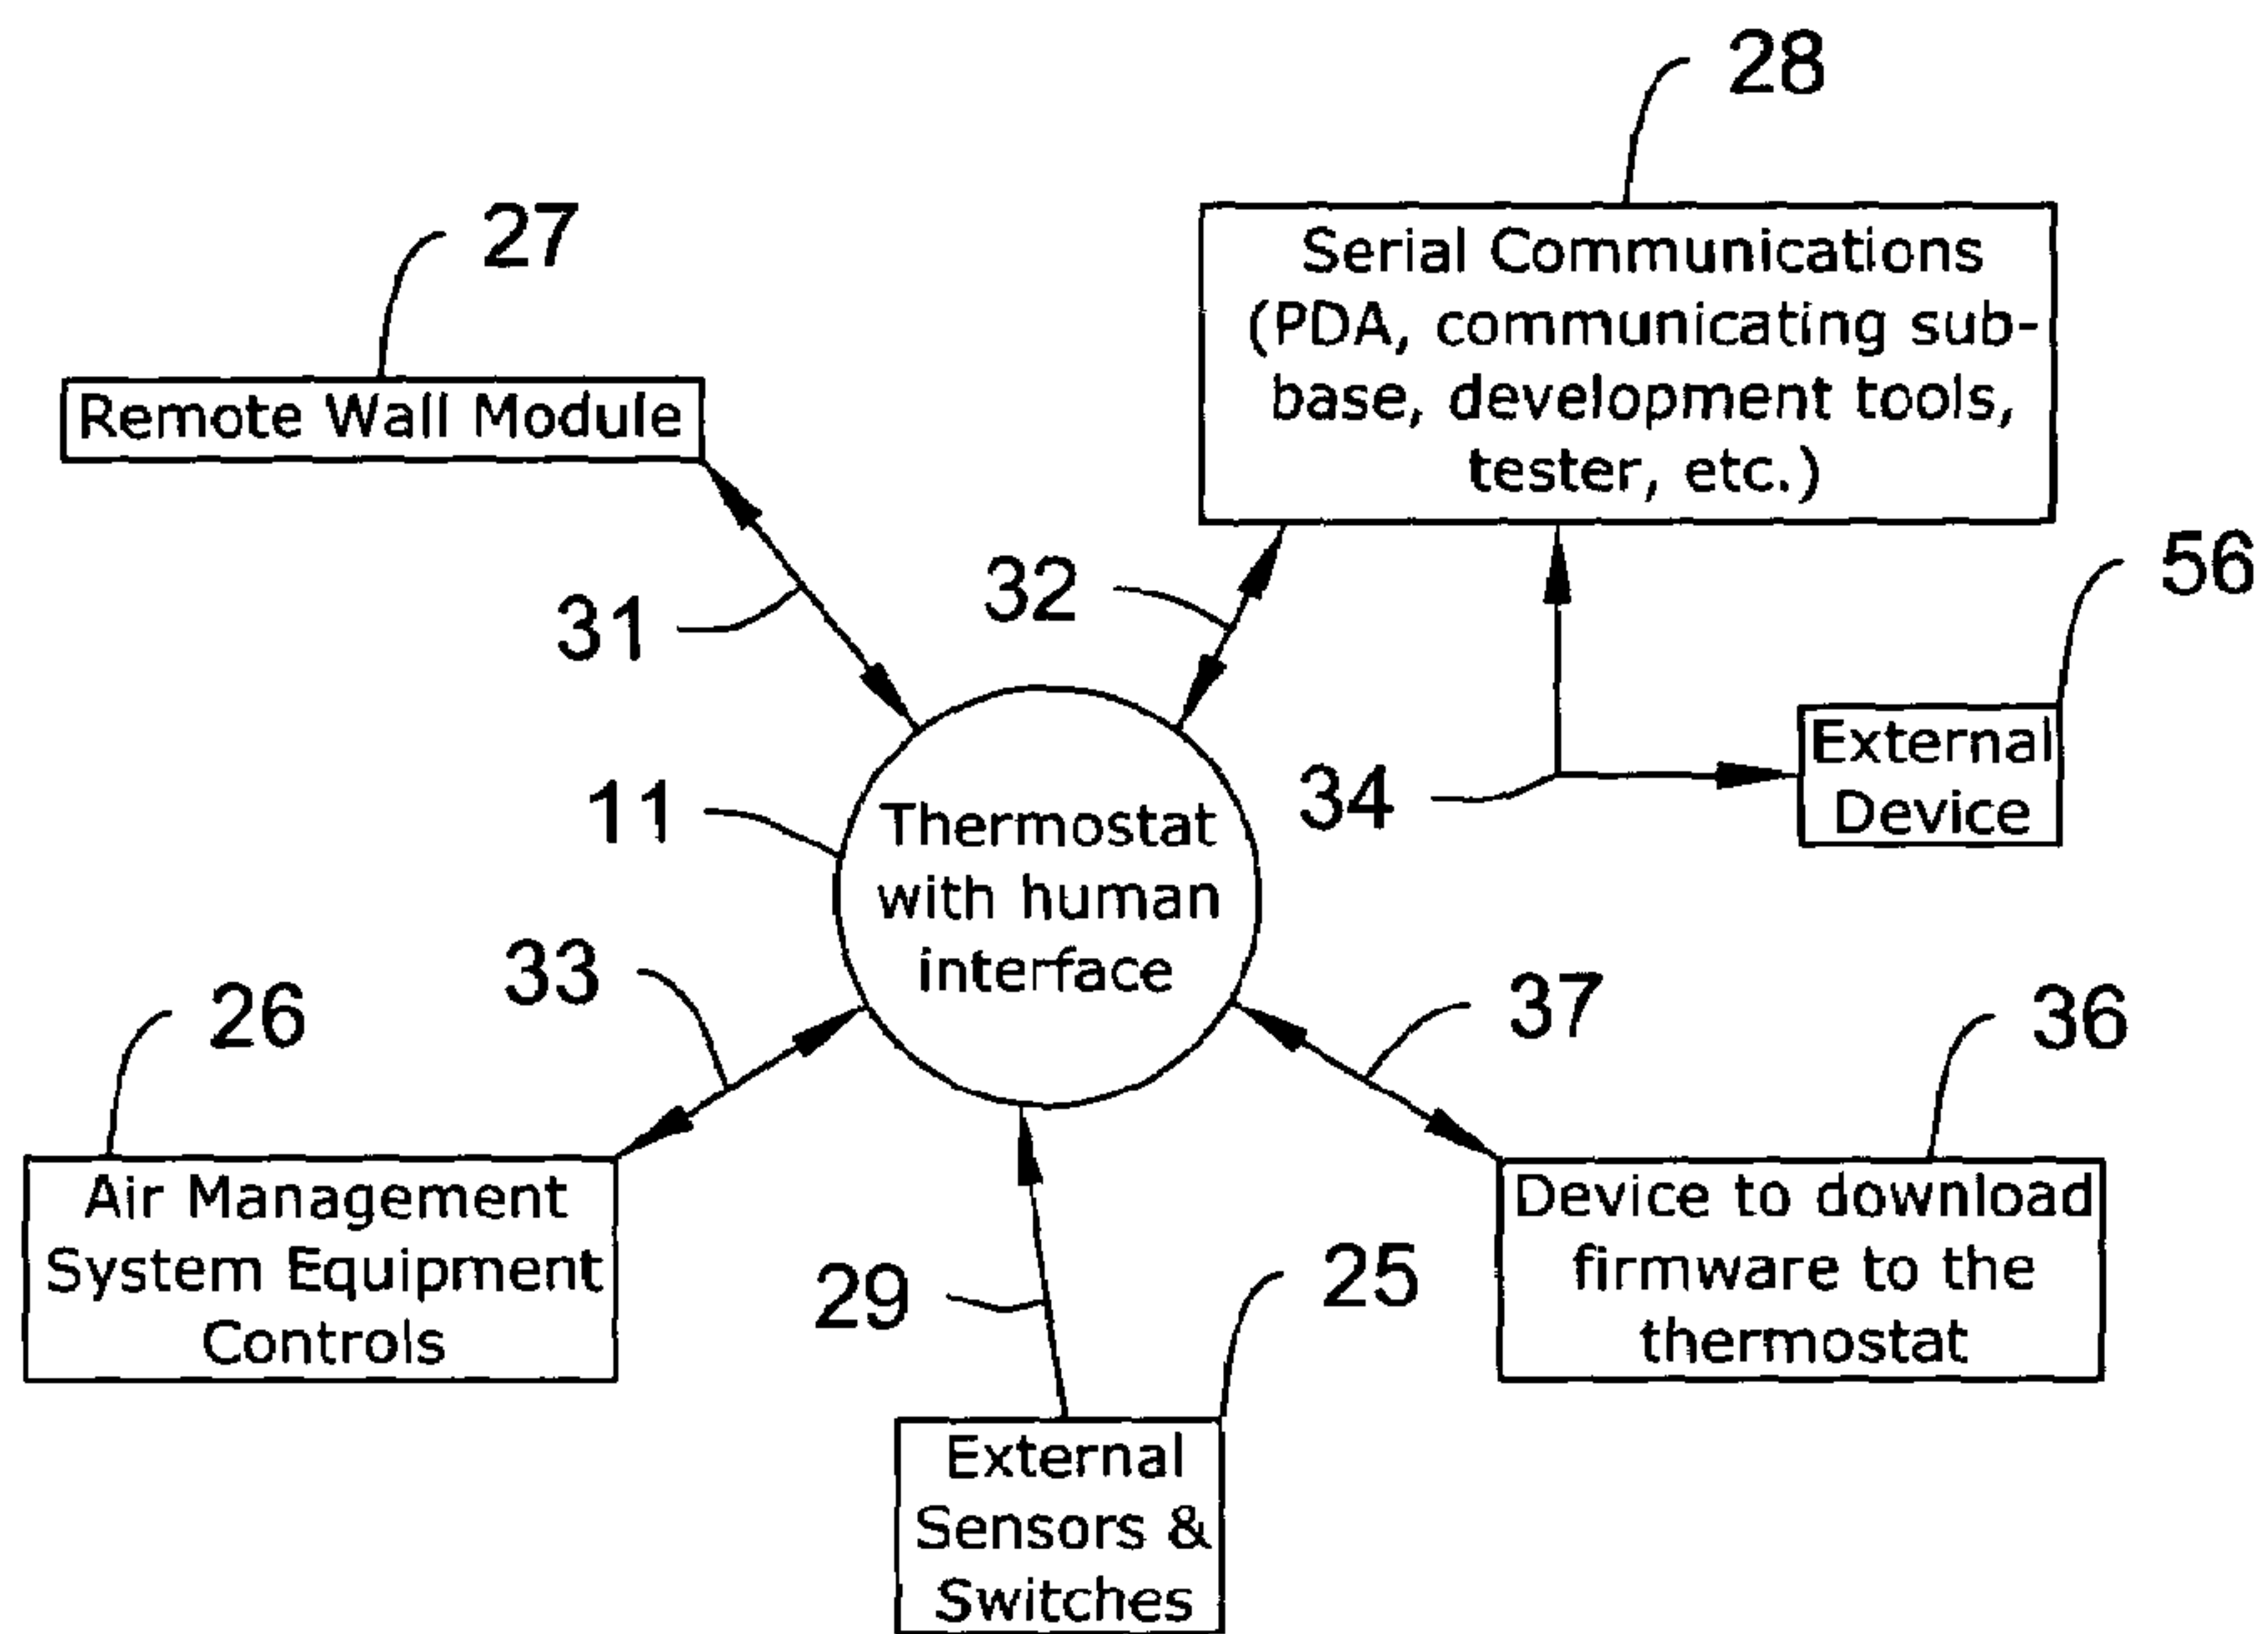 28
27
Serial Communications
(PDA, communicating sub-
base, development tools,
tester, etc.)
Remote Wall Module
56
32
31
External
Device
34
11
Thermostat
with human
interface
33
37
26
36
Air Management
System Equipment
Controls
Device to download
firmware to the
thermostat
29
25
External
Sensors &
Switches